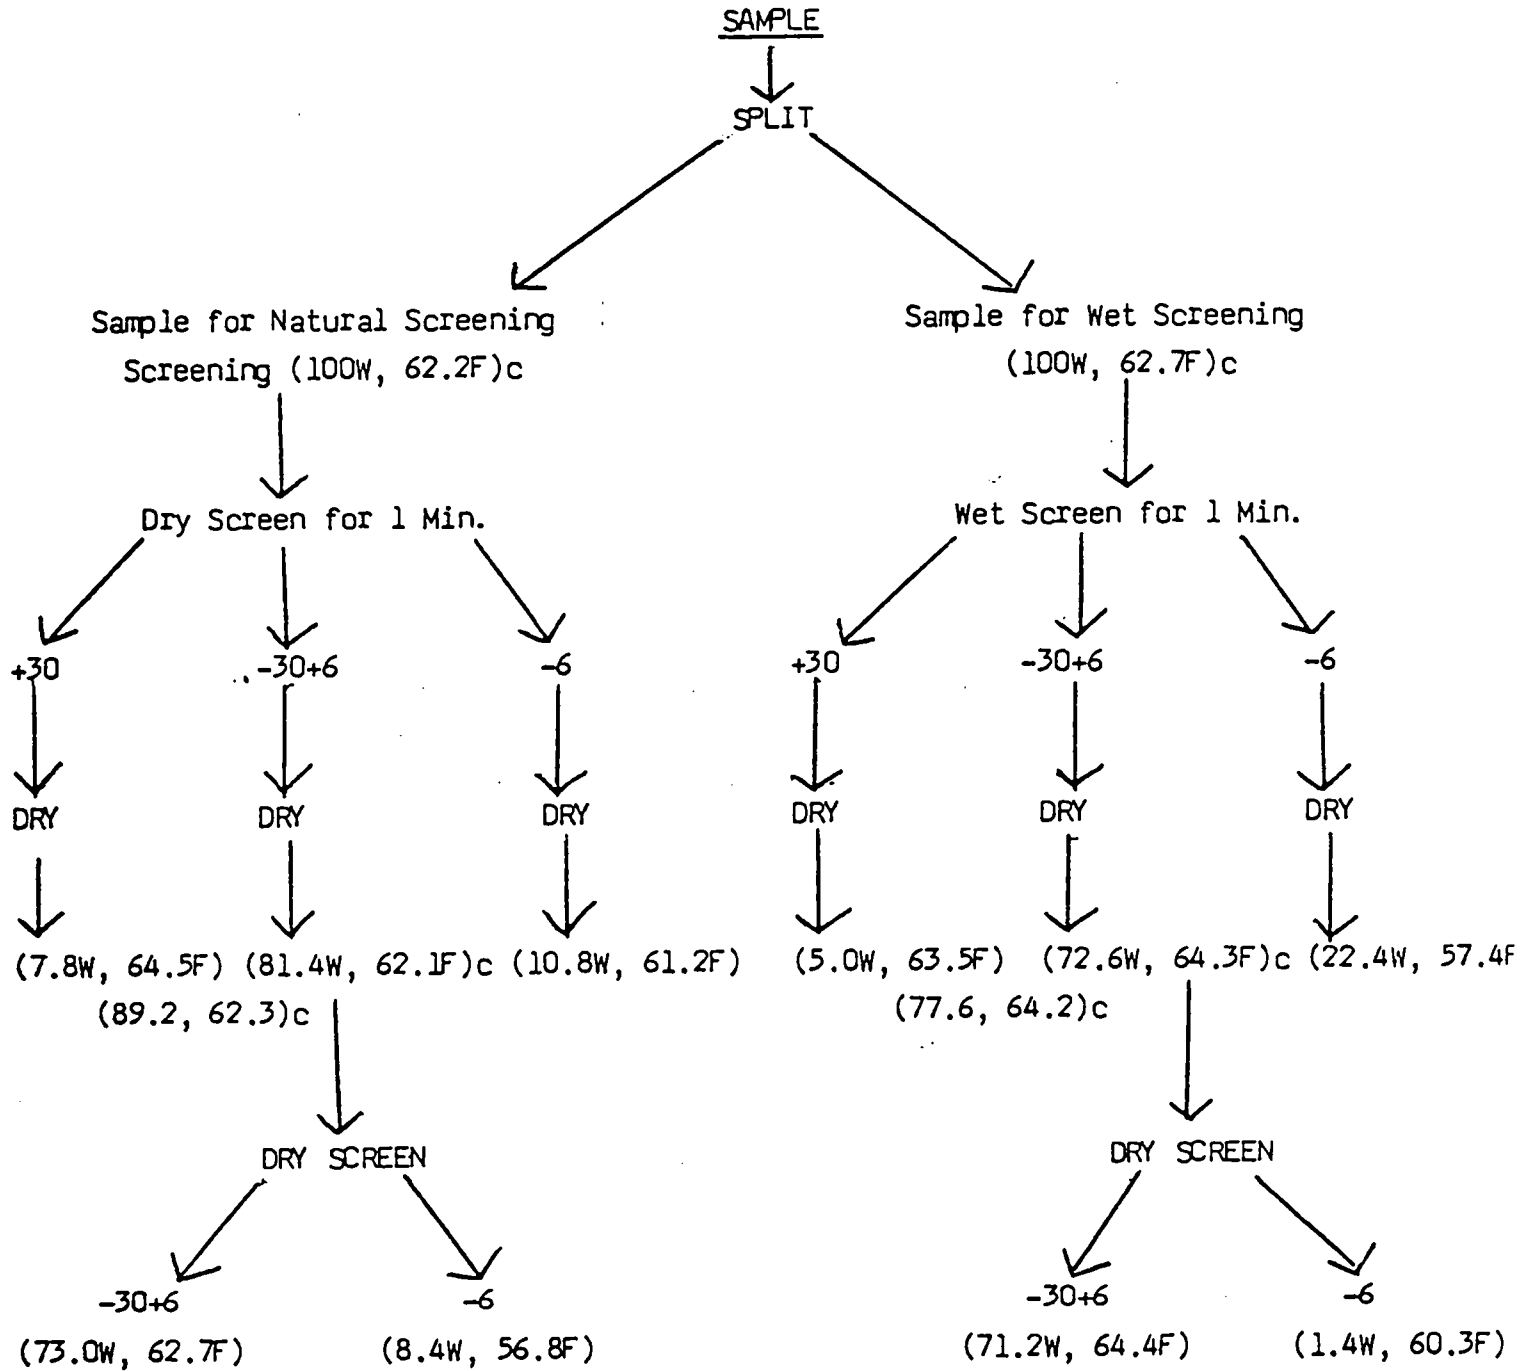 SAMPLE
SPLIT
Sample for Natural Screening
Screening (100W, 62.2F)c
Sample for Wet Screening
(100W, 62.7F)c
Dry Screen for 1 Min.
Wet Screen for 1 Min.
+30 -30+6 -6
+30 -30+6 -6
DRY DRY DRY
DRY DRY DRY
(7.8W, 64.5F) (81.4W, 62.1F)c (10.8W, 61.2F)
(89.2, 62.3)c
(5.0W, 63.5F) (72.6W, 64.3F)c (22.4W, 57.4F
(77.6, 64.2)c
DRY SCREEN
DRY SCREEN
-30+6 -6
(73.0W, 62.7F) (8.4W, 56.8F)
-30+6 -6
(71.2W, 64.4F) (1.4W, 60.3F)